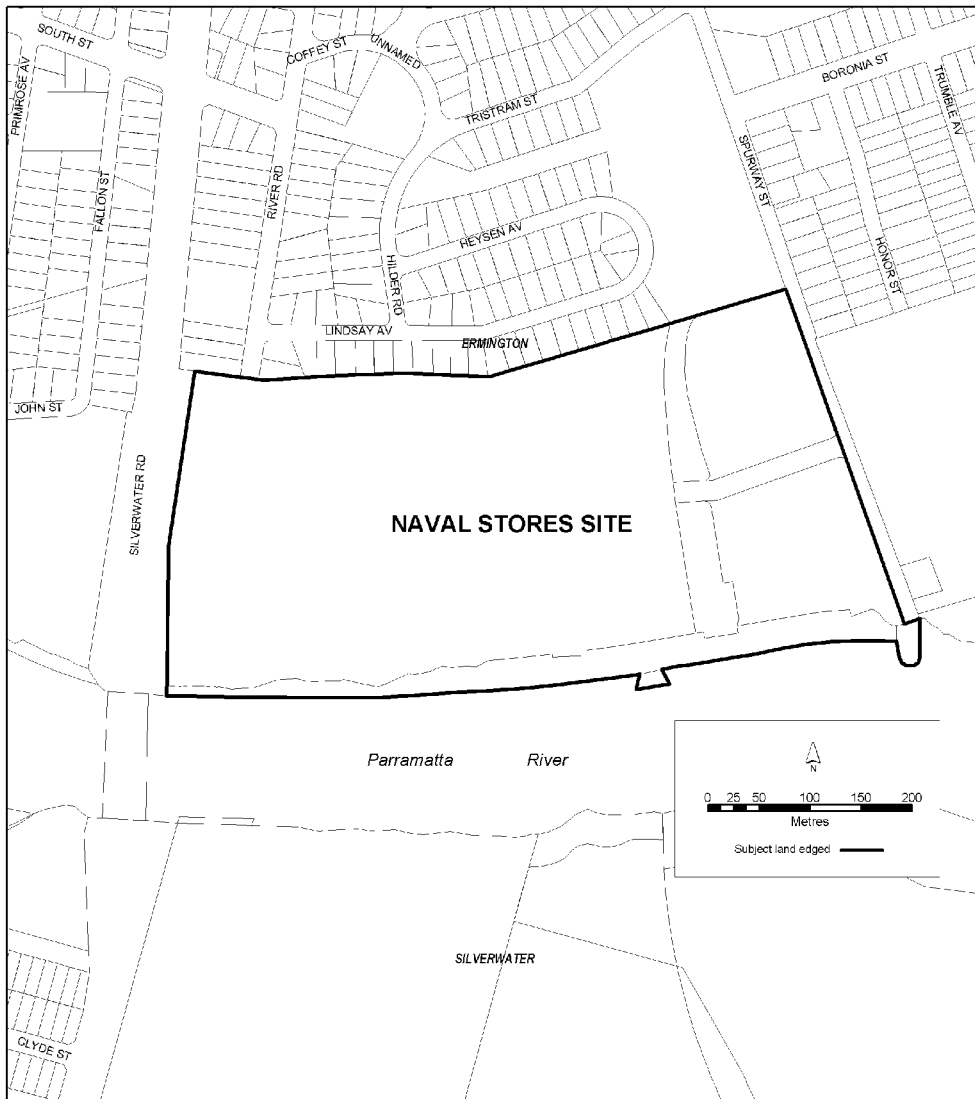 SOUTH ST
COFFEY ST
UNNAMED
PRIMROSE AV
BORONIA ST
TRUMBLE AV
TRISTRAM ST
SPURWAY ST
FALLON ST
RIVER RD
HEYSEN AV
HONOR ST
HILDER RD
LINDSAY AV
ERMINGTON
JOHN ST
SILVERWATER RD
NAVAL STORES SITE
Parramatta River
N
0 25 50 100 150 200
Metres
Subject land edged
SILVERWATER
CLYDE ST